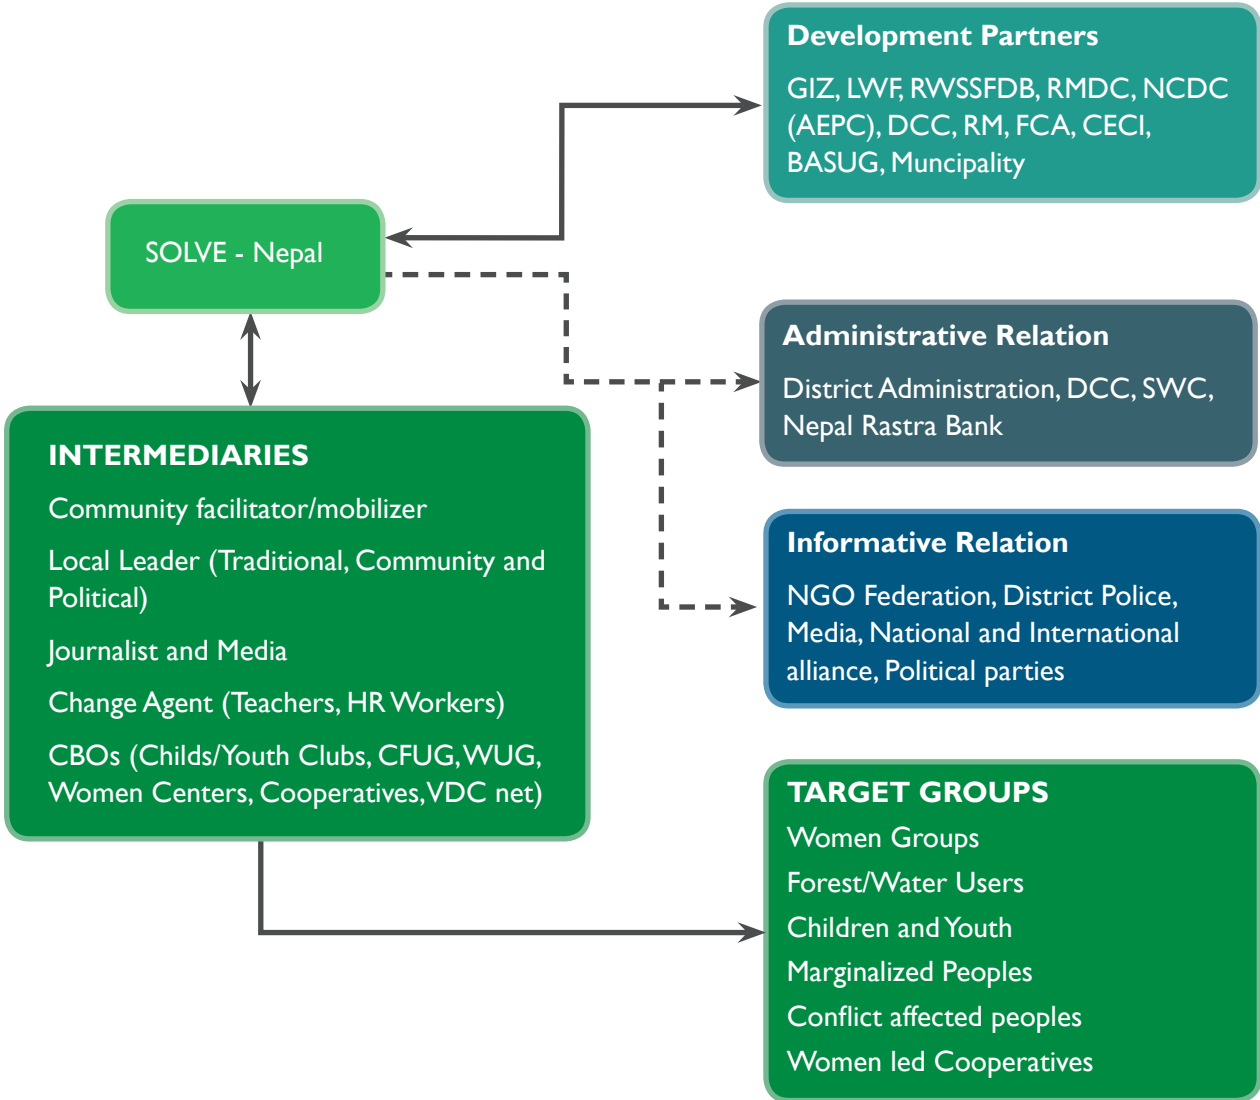 Development Partners
GIZ, LWF, RWSSFDB, RMDC, NCDC
(AEPC), DCC, RM, FCA, CECI,
BASUG, Muncipality
SOLVE - Nepal
Administrative Relation
District Administration, DCC, SWC,
Nepal Rastra Bank
INTERMEDIARIES
Community facilitator/mobilizer
Local Leader (Traditional, Community and
Political)
Journalist and Media
Change Agent (Teachers, HR Workers)
CBOs (Childs/Youth Clubs, CFUG, WUG,
Women Centers, Cooperatives, VDC net)
Informative Relation
NGO Federation, District Police,
Media, National and International
alliance, Political parties
TARGET GROUPS
Women Groups
Forest/Water Users
Children and Youth
Marginalized Peoples
Conflict affected peoples
Women led Cooperatives